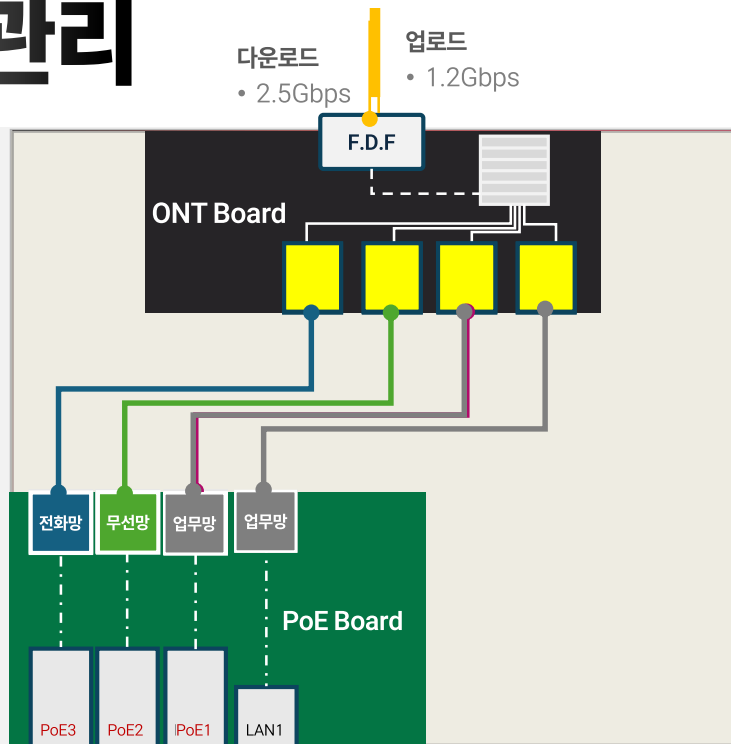 관리
다운로드
• 2.5Gbps
업로드
• 1.2Gbps
F.D.F
ONT Board
전화망
무선망
업무망
업무망
PoE Board
PoE3
PoE2
PoE1
LAN1